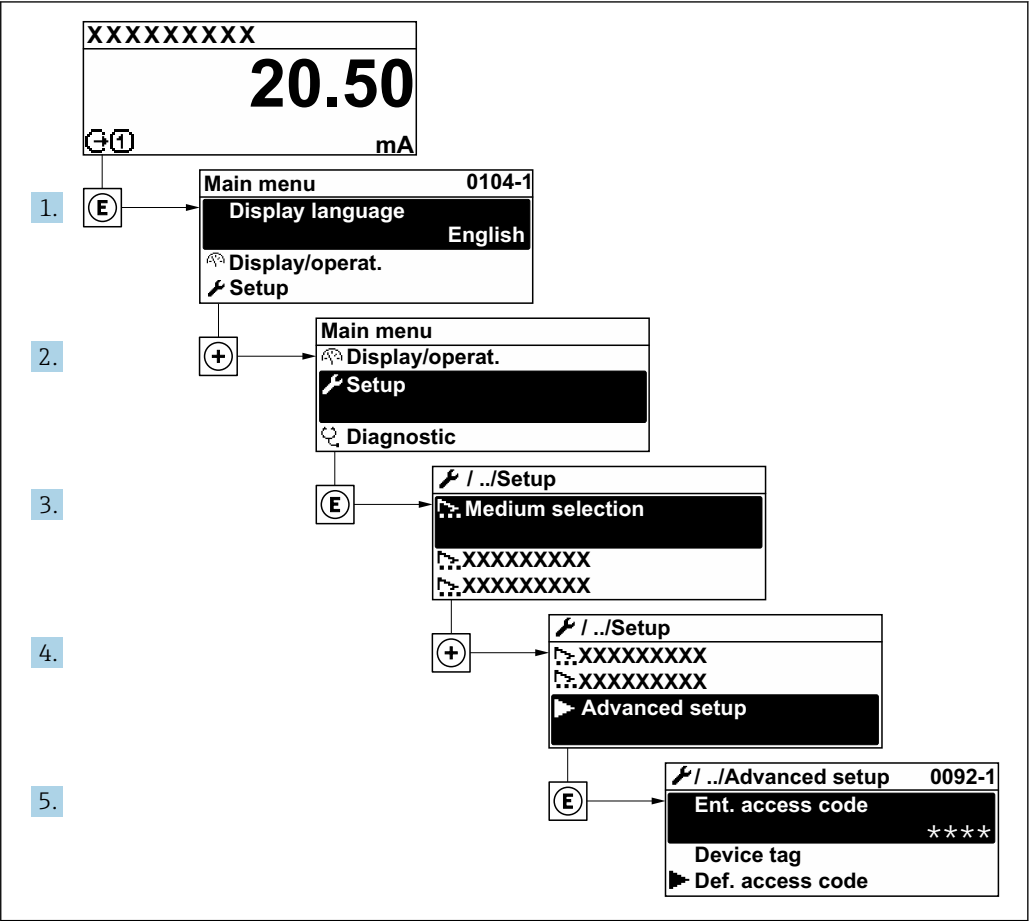 XXXXXXXXX
20.50
1 mA
1. E Main menu 0104-1
Display language
English
Display/operat.
Setup
2. + Main menu
Display/operat.
Setup
Diagnostic
3. E / ../Setup
Medium selection
XXXXXXXXX
XXXXXXXXX
4. + / ../Setup
XXXXXXXXX
XXXXXXXXX
Advanced setup
5. E / ../Advanced setup 0092-1
Ent. access code
****
Device tag
Def. access code